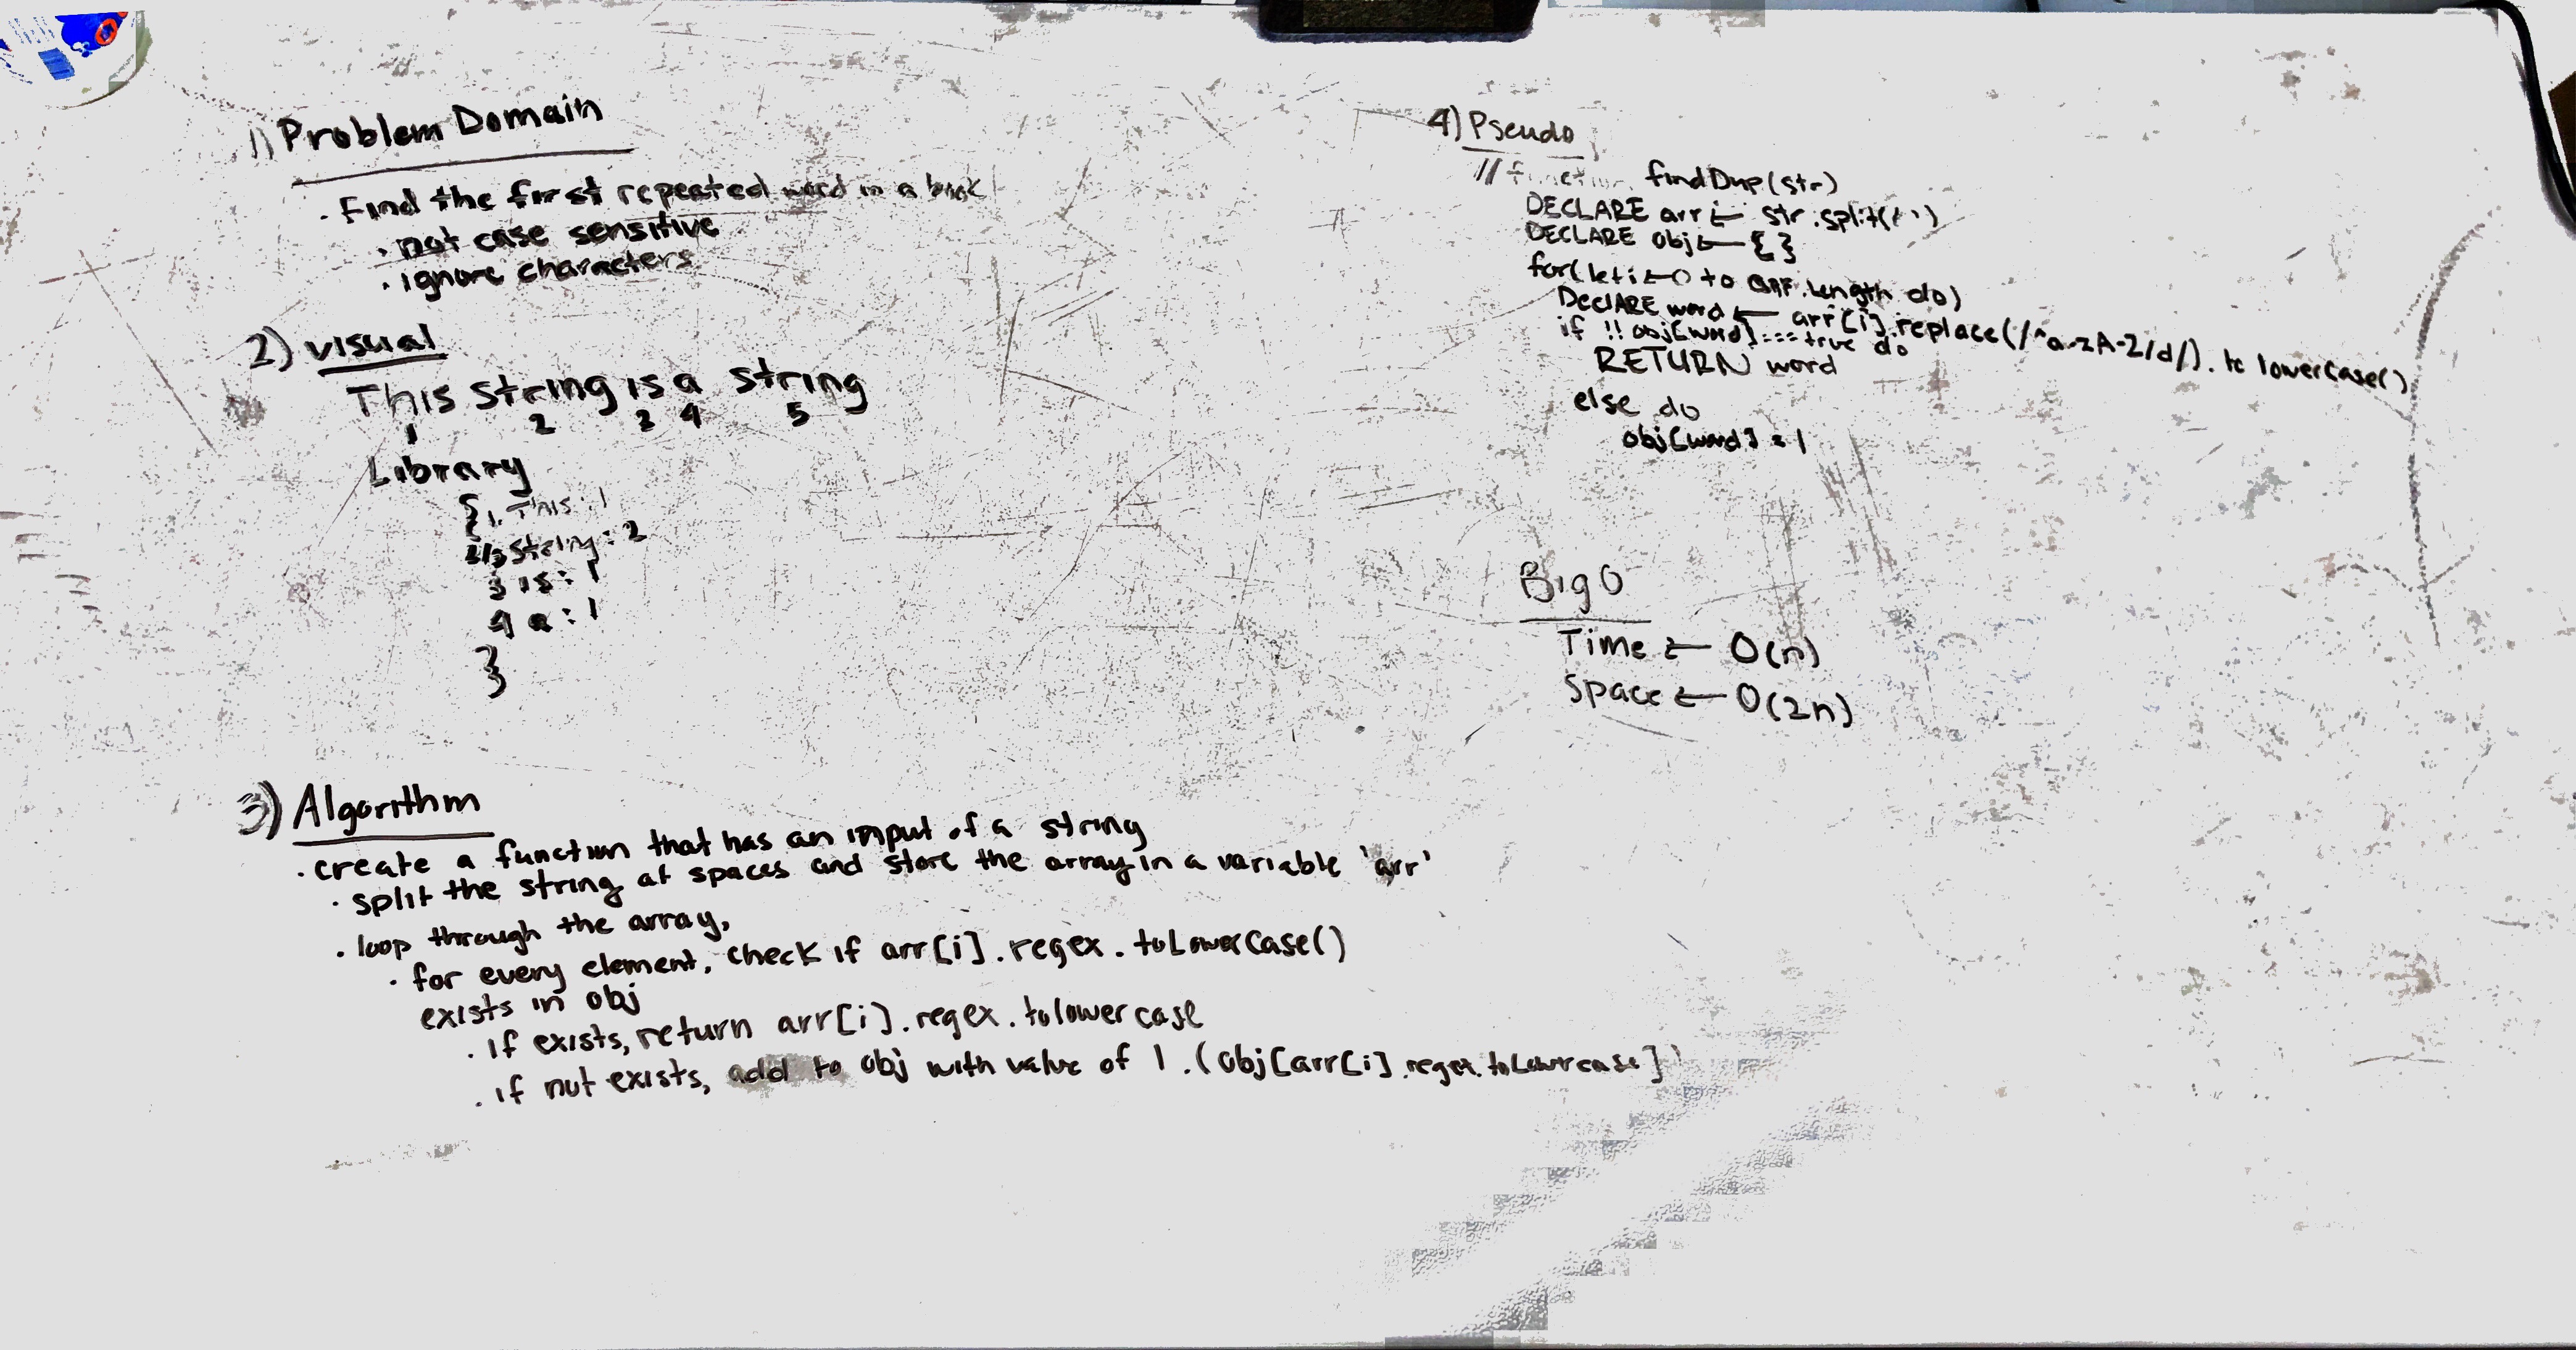 1) Problem Domain
· Find the first repeated word in a book
· not case sensitive
· ignore characters
2) visual
This string is a string
1 2 3 4 5
Library
{ 1. This : 1
2/5 string : 2
3 is : 1
4 a : 1
}
3) Algorithm
· create a function that has an input of a string
· split the string at spaces and store the array in a variable 'arr'
· loop through the array,
· for every element, check if arr[i].regex.toLowerCase()
exists in obj
· if exists, return arr[i].regex.tolowercase
· if not exists, add to obj with value of 1. (obj[arr[i].regex.toLowercase])
4) Pseudo
// function findDup(str)
DECLARE arr ← str.split(' ')
DECLARE obj ← { }
for(let i ← 0 to arr.length do)
DECLARE word ← arr[i].replace(/^a-zA-Z/d/).to lowerCase()
if !! obj[word] === true do
RETURN word
else do
obj[word] = 1
Big O
Time ← O(n)
Space ← O(2n)